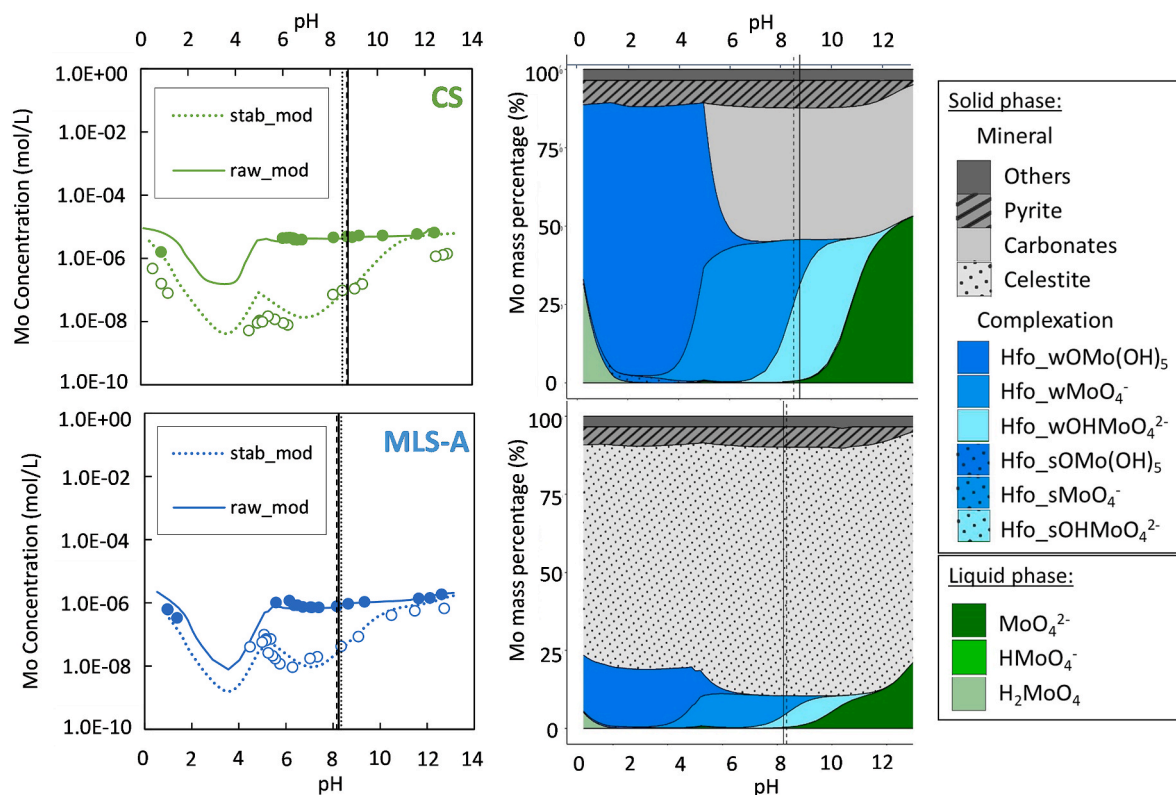 pH
0 2 4 6 8 10 12 14
1.0E+00
1.0E-02
1.0E-04
1.0E-06
1.0E-08
1.0E-10
Mo Concentration (mol/L)
CS
stab_mod
raw_mod
1.0E+00
1.0E-02
1.0E-04
1.0E-06
1.0E-08
1.0E-10
Mo Concentration (mol/L)
MLS-A
stab_mod
raw_mod
0 2 4 6 8 10 12 14
pH
pH
0 2 4 6 8 10 12
100
75
50
25
0
Mo mass percentage (%)
100
75
50
25
0
Mo mass percentage (%)
0 2 4 6 8 10 12
pH
Solid phase:
Mineral
Others
Pyrite
Carbonates
Celestite
Complexation
Hfo_wOMo(OH)₅
Hfo_wMoO₄⁻
Hfo_wOHMoO₄²⁻
Hfo_sOMo(OH)₅
Hfo_sMoO₄⁻
Hfo_sOHMoO₄²⁻
Liquid phase:
MoO₄²⁻
HMoO₄⁻
H₂MoO₄